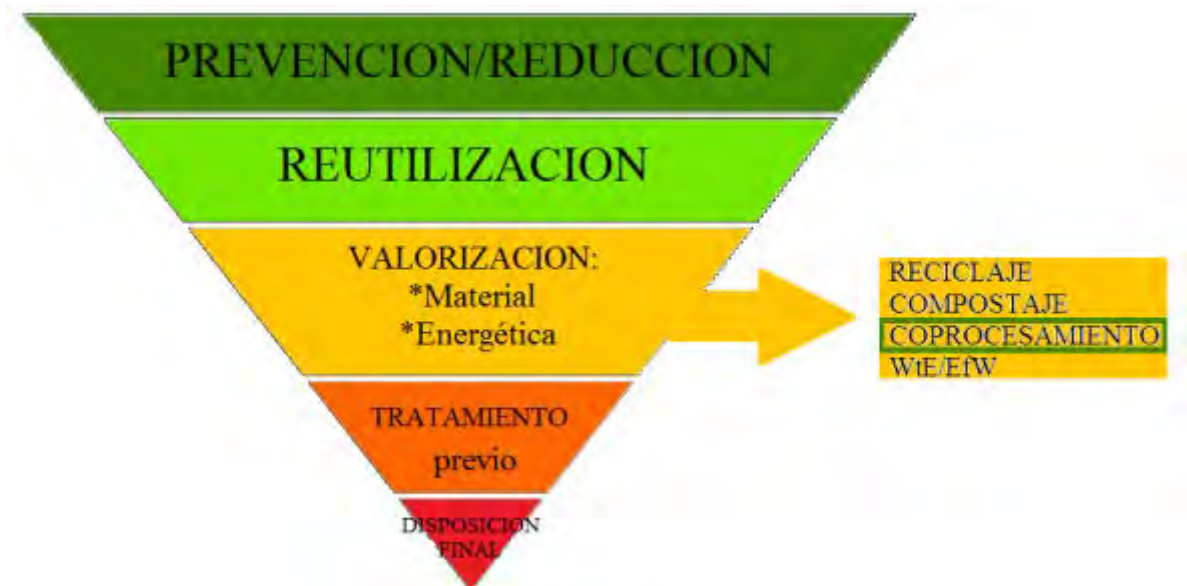 PREVENCION/REDUCCION
REUTILIZACION
VALORIZACION:
*Material
*Energética
RECICLAJE
COMPOSTAJE
COPROCESAMIENTO
WtE/EfW
TRATAMIENTO
previo
DISPOSICION
FINAL